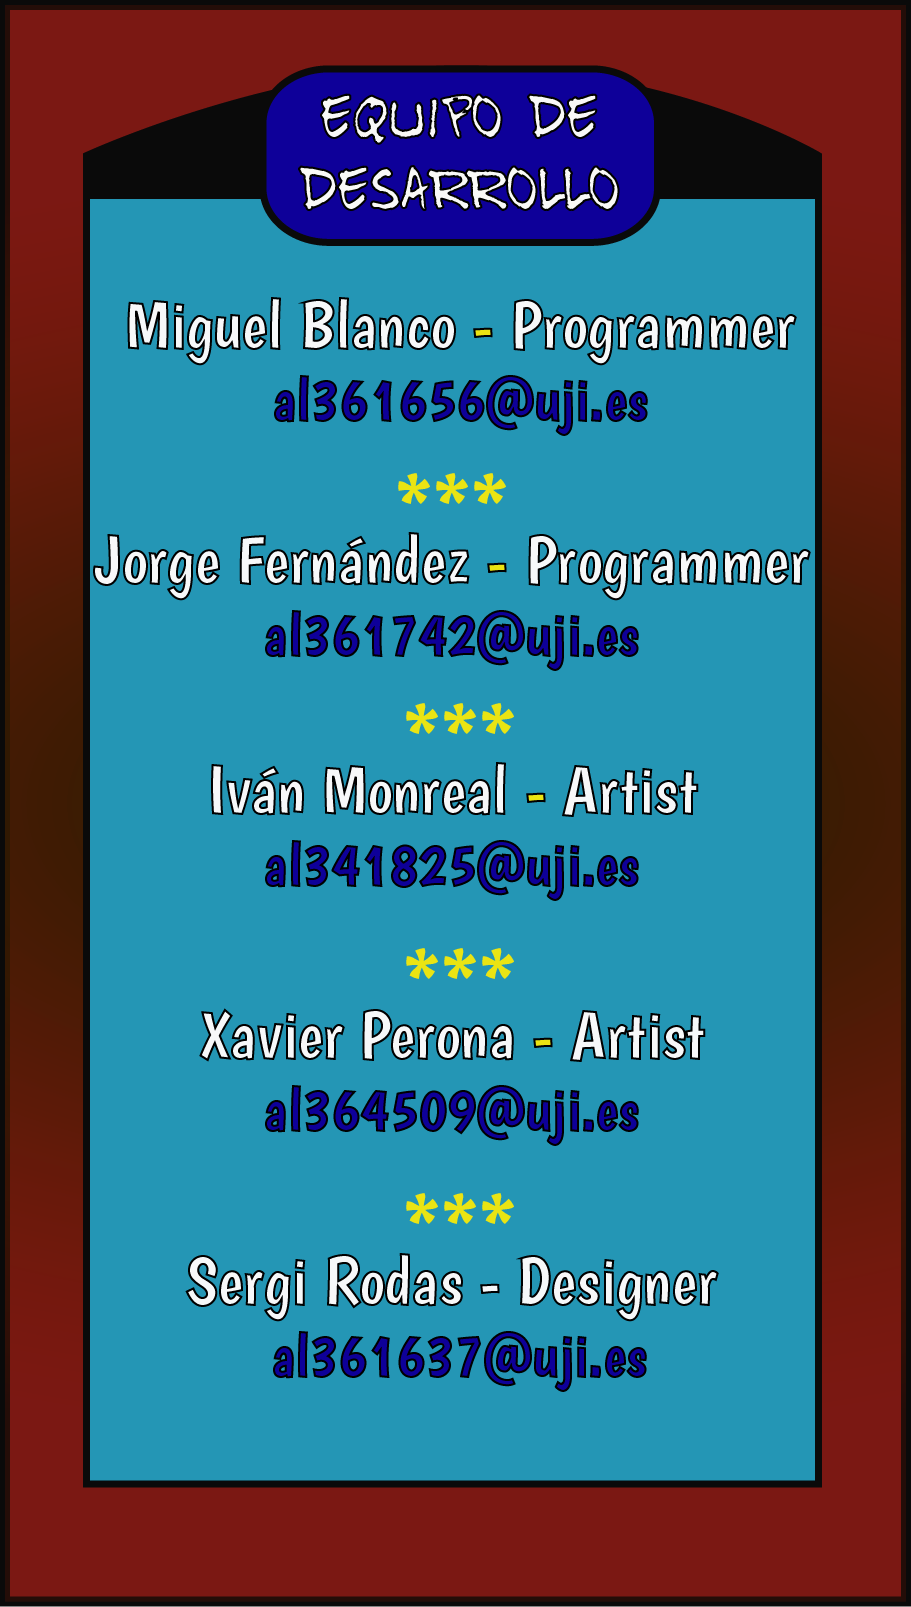 EQUIPO DE
DESARROLLO
Miguel Blanco - Programmer
al361656@uji.es
***
Jorge Fernández - Programmer
al361742@uji.es
***
Iván Monreal - Artist
al341825@uji.es
***
Xavier Perona - Artist
al364509@uji.es
***
Sergi Rodas - Designer
al361637@uji.es